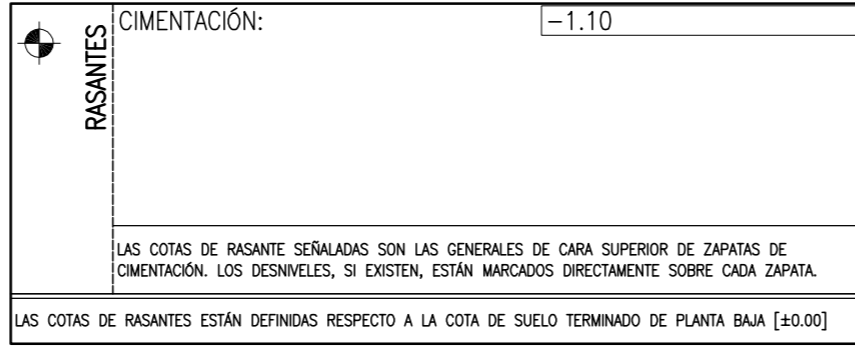 RASANTES
CIMENTACIÓN:
−1.10
LAS COTAS DE RASANTE SEÑALADAS SON LAS GENERALES DE CARA SUPERIOR DE ZAPATAS DE
CIMENTACIÓN. LOS DESNIVELES, SI EXISTEN, ESTÁN MARCADOS DIRECTAMENTE SOBRE CADA ZAPATA.
LAS COTAS DE RASANTES ESTÁN DEFINIDAS RESPECTO A LA COTA DE SUELO TERMINADO DE PLANTA BAJA [±0.00]